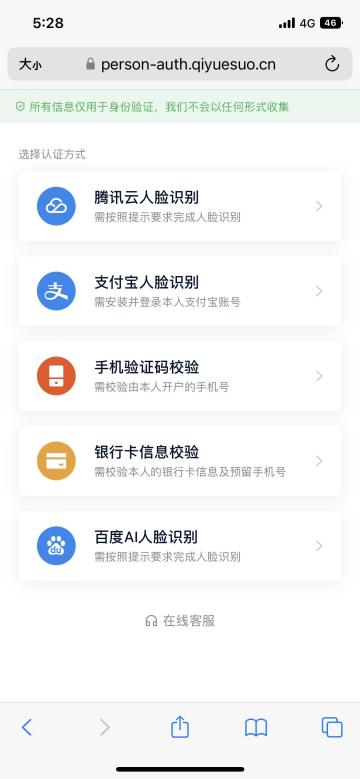 5:28
4G
46
大小
person-auth.qiyuesuo.cn
所有信息仅用于身份验证，我们不会以任何形式收集
选择认证方式
腾讯云人脸识别
需按照提示要求完成人脸识别
支
支付宝人脸识别
需安装并登录本人支付宝账号
手机验证码校验
需校验由本人开户的手机号
银行卡信息校验
需校验本人的银行卡信息及预留手机号
du
百度AI人脸识别
需按照提示要求完成人脸识别
在线客服